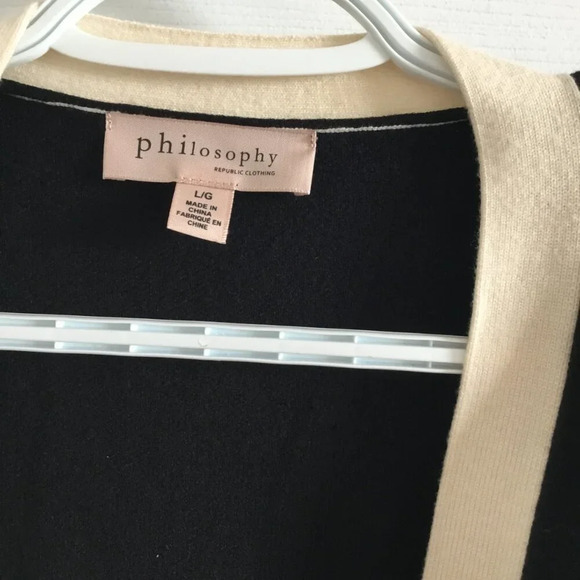 philosophy
REPUBLIC CLOTHING
L/G
MADE IN
CHINA
FABRIQUÉ EN
CHINE